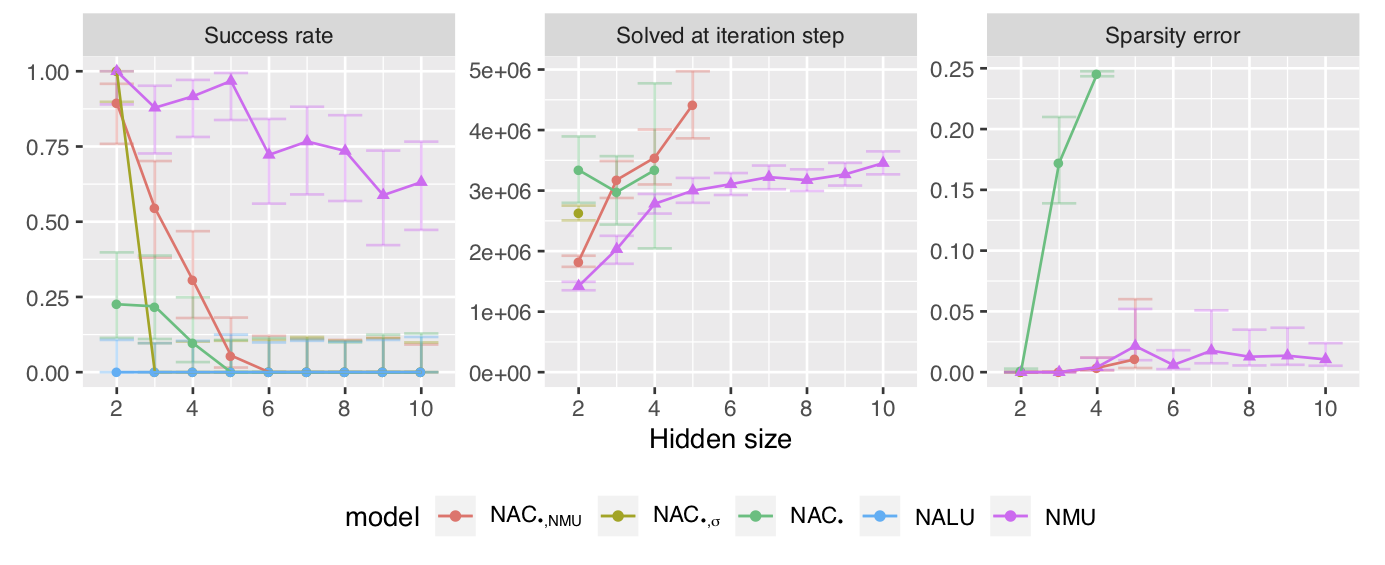 Success rate
Solved at iteration step
Sparsity error
1.00
0.75
0.50
0.25
0.00
5e+06
4e+06
3e+06
2e+06
1e+06
0e+00
0.25
0.20
0.15
0.10
0.05
0.00
2 4 6 8 10
2 4 6 8 10
2 4 6 8 10
Hidden size
model NAC•,NMU NAC•,σ NAC• NALU NMU